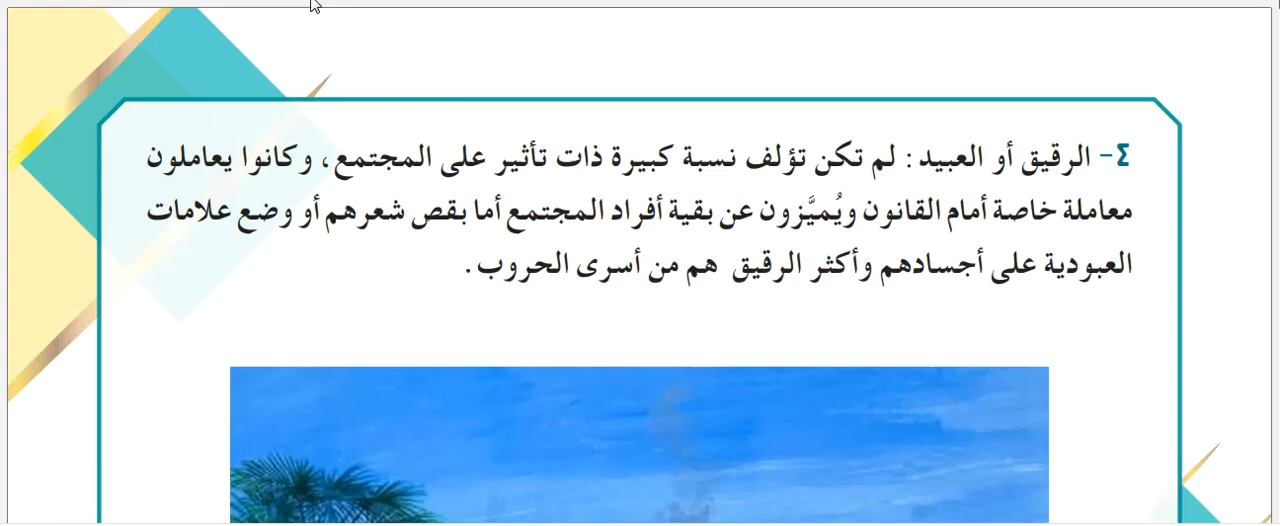 ٤- الرقيق أو العبيد : لم تكن تؤلف نسبة كبيرة ذات تأثير على المجتمع، وكانوا يعاملون
معاملة خاصة أمام القانون ويُميَّزون عن بقية أفراد المجتمع أما بقص شعرهم أو وضع علامات
العبودية على أجسادهم وأكثر الرقيق هم من أسرى الحروب .